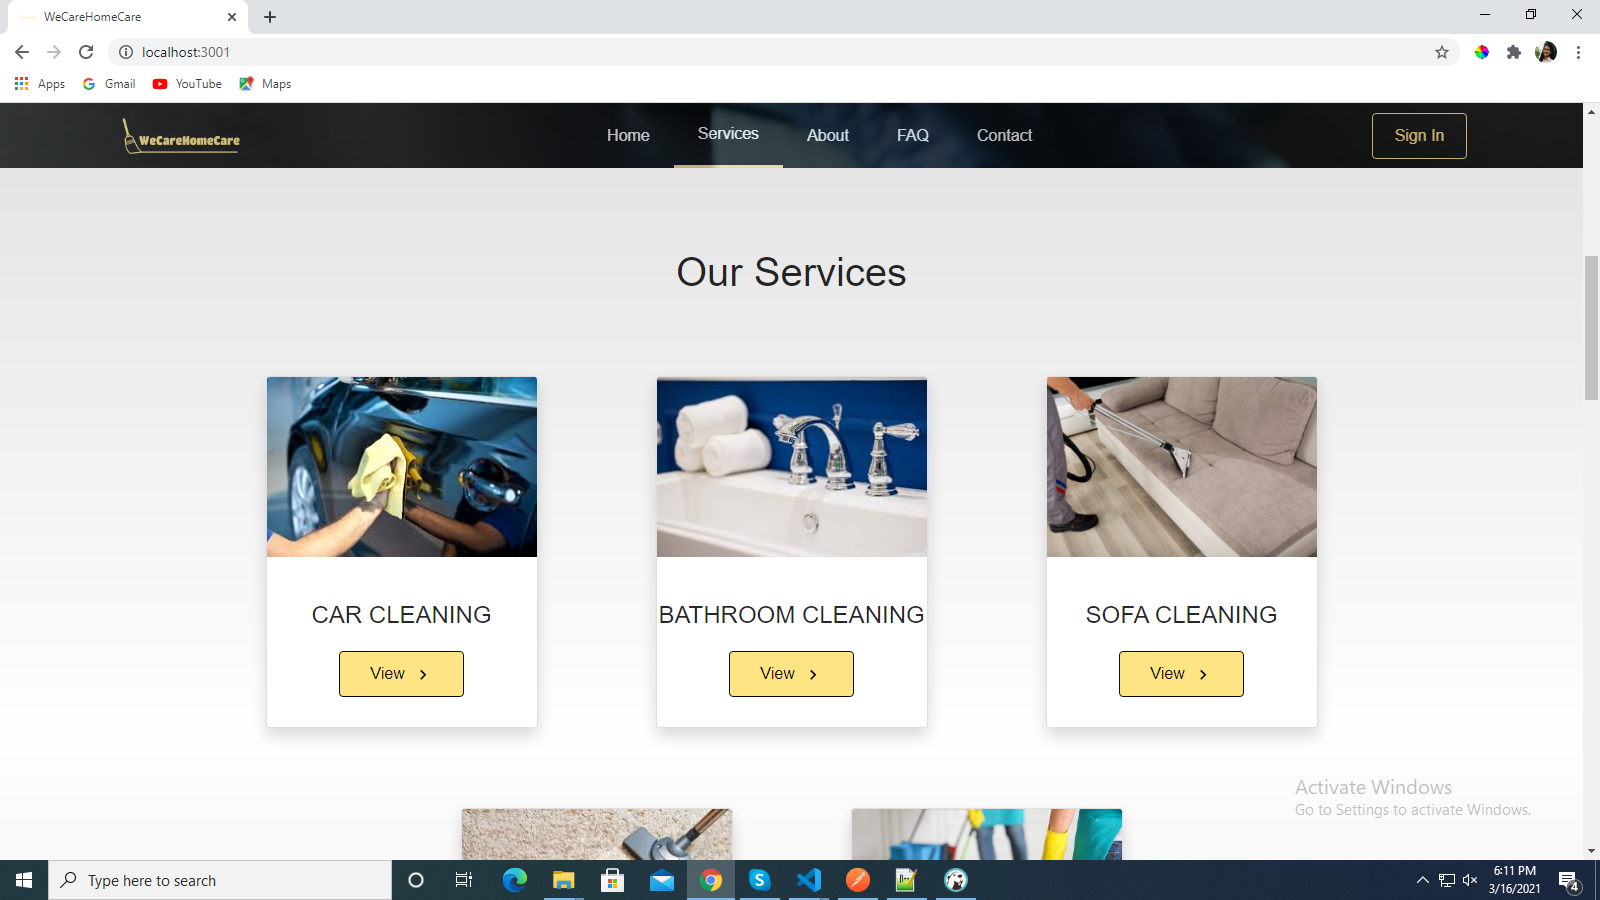 WeCareHomeCare
localhost:3001
Apps Gmail YouTube Maps
WeCareHomeCare
Home Services About FAQ Contact Sign In
Our Services
CAR CLEANING BATHROOM CLEANING SOFA CLEANING
View View View
Activate Windows
Go to Settings to activate Windows.
Type here to search
6:11 PM
3/16/2021
4